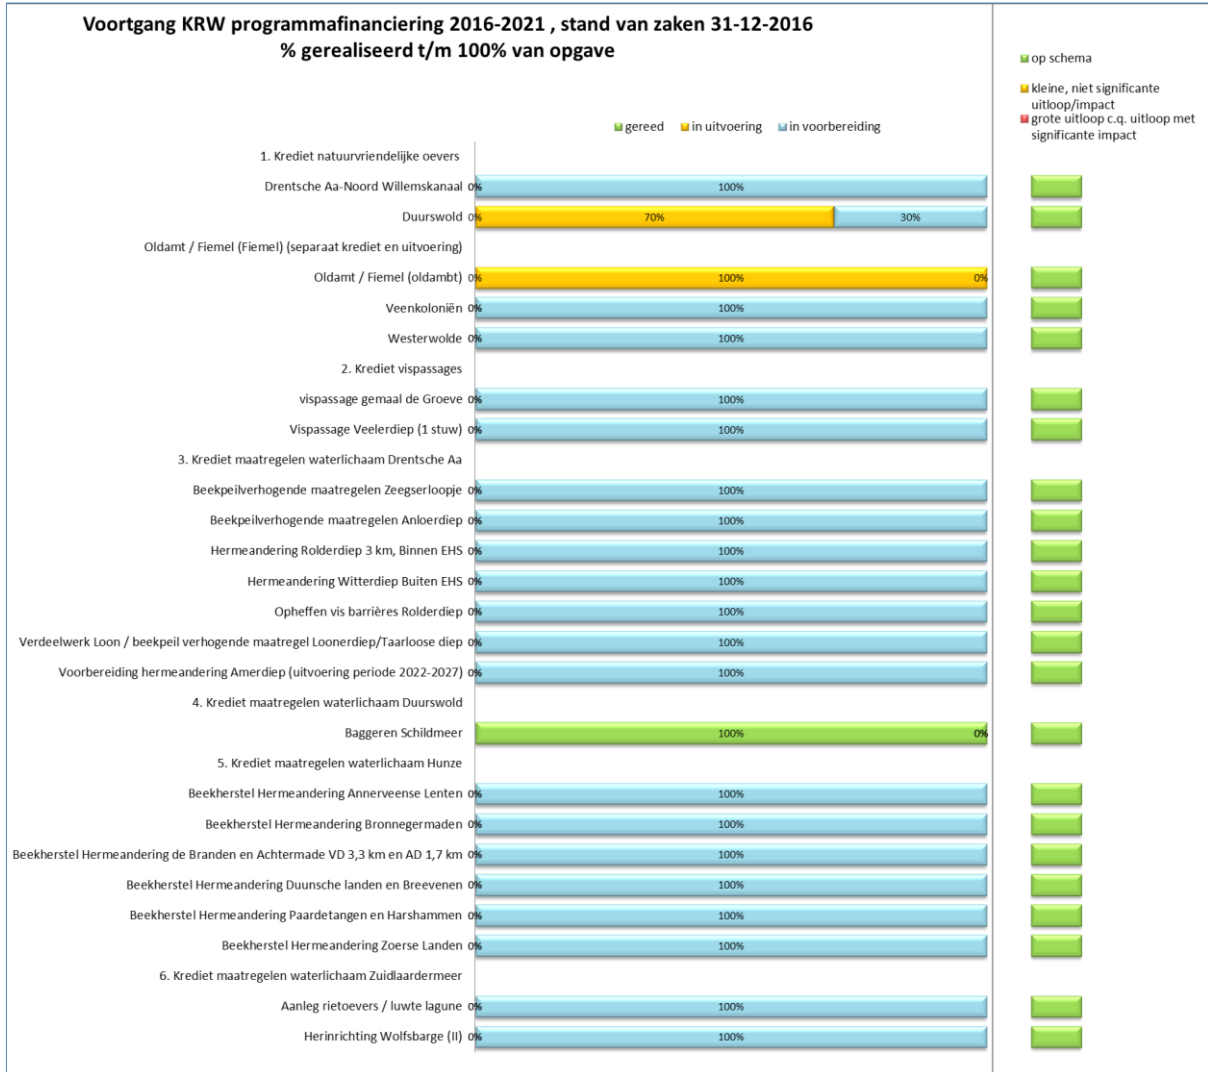 Voortgang KRW programmafinanciering 2016-2021 , stand van zaken 31-12-2016
% gerealiseerd t/m 100% van opgave
op schema
kleine, niet significante
uitloop/impact
grote uitloop c.q. uitloop met
significante impact
gereed in uitvoering in voorbereiding
1. Krediet natuurvriendelijke oevers
Drentsche Aa-Noord Willemskanaal 0% 100%
Duurswold 0% 70% 30%
Oldamt / Fiemel (Fiemel) (separaat krediet en uitvoering)
Oldamt / Fiemel (oldambt) 0% 100% 0%
Veenkoloniën 0% 100%
Westerwolde 0% 100%
2. Krediet vispassages
vispassage gemaal de Groeve 0% 100%
Vispassage Veelerdiep (1 stuw) 0% 100%
3. Krediet maatregelen waterlichaam Drentsche Aa
Beekpeilverhogende maatregelen Zeegserloopje 0% 100%
Beekpeilverhogende maatregelen Anloerdiep 0% 100%
Hermeandering Rolderdiep 3 km, Binnen EHS 0% 100%
Hermeandering Witterdiep Buiten EHS 0% 100%
Opheffen vis barrières Rolderdiep 0% 100%
Verdeelwerk Loon / beekpeil verhogende maatregel Loonerdiep/Taarloose diep 0% 100%
Voorbereiding hermeandering Amerdiep (uitvoering periode 2022-2027) 0% 100%
4. Krediet maatregelen waterlichaam Duurswold
Baggeren Schildmeer 100% 0%
5. Krediet maatregelen waterlichaam Hunze
Beekherstel Hermeandering Annerveense Lenten 0% 100%
Beekherstel Hermeandering Bronnegermaden 0% 100%
Beekherstel Hermeandering de Branden en Achtermade VD 3,3 km en AD 1,7 km 0% 100%
Beekherstel Hermeandering Duunsche landen en Breevenen 0% 100%
Beekherstel Hermeandering Paardetangen en Harshammen 0% 100%
Beekherstel Hermeandering Zoerse Landen 0% 100%
6. Krediet maatregelen waterlichaam Zuidlaardermeer
Aanleg rietoevers / luwte lagune 0% 100%
Herinrichting Wolfsbarge (II) 0% 100%